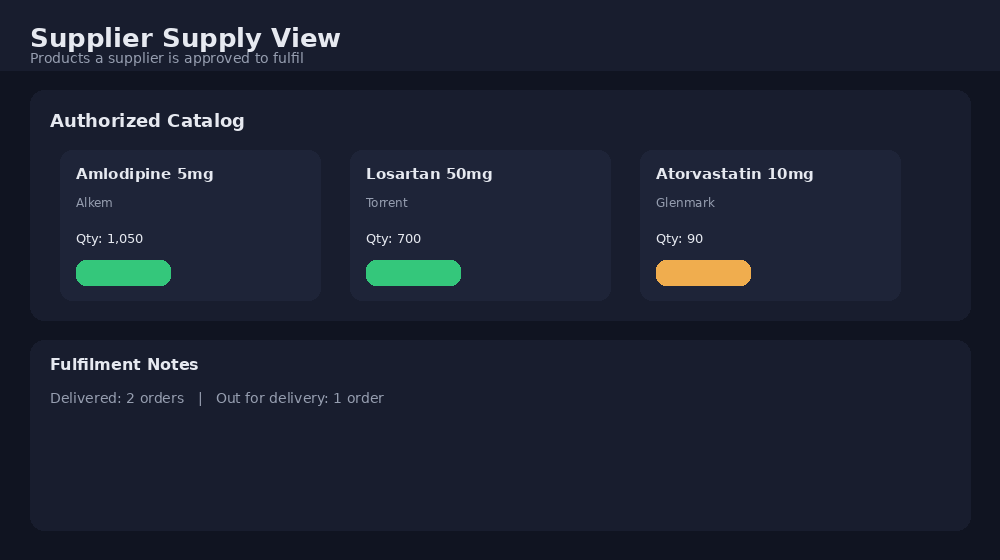 Supplier Supply View
Products a supplier is approved to fulfil
Authorized Catalog
Amlodipine 5mg
Alkem
Qty: 1,050
Losartan 50mg
Torrent
Qty: 700
Atorvastatin 10mg
Glenmark
Qty: 90
Fulfilment Notes
Delivered: 2 orders | Out for delivery: 1 order